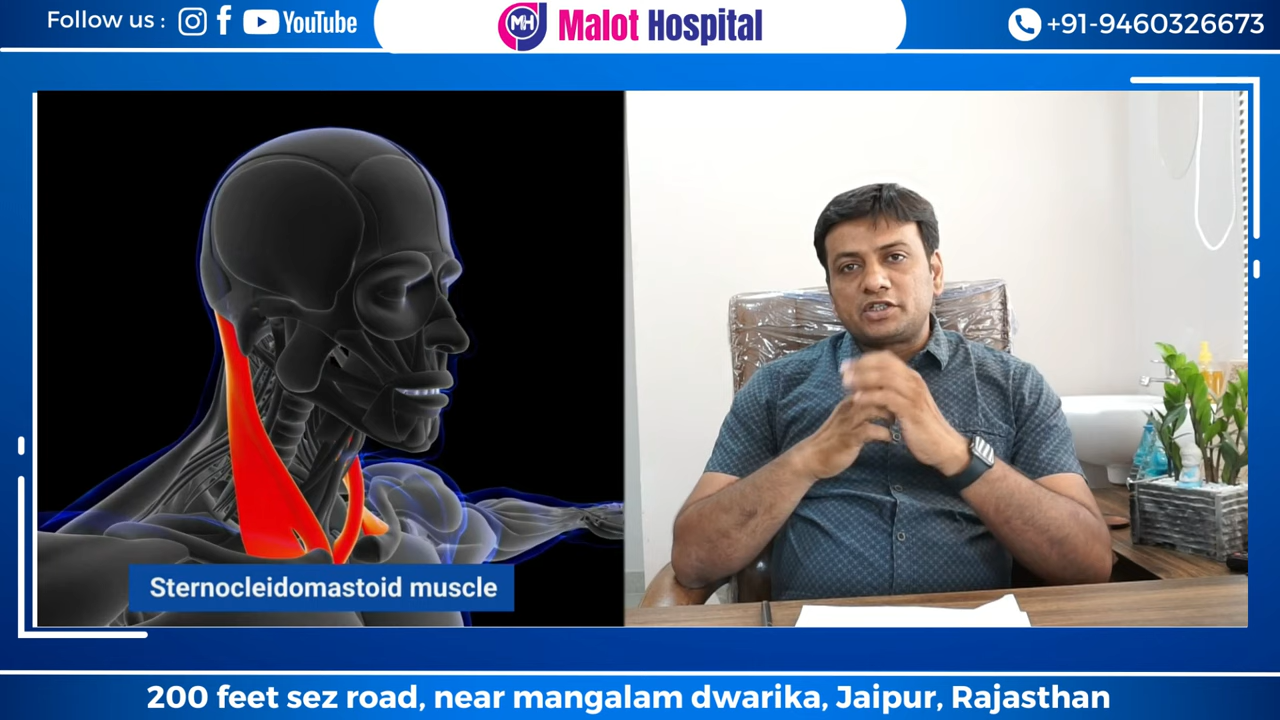 Follow us :
YouTube
MH
Malot Hospital
+91-9460326673
Sternocleidomastoid muscle
200 feet sez road, near mangalam dwarika, Jaipur, Rajasthan